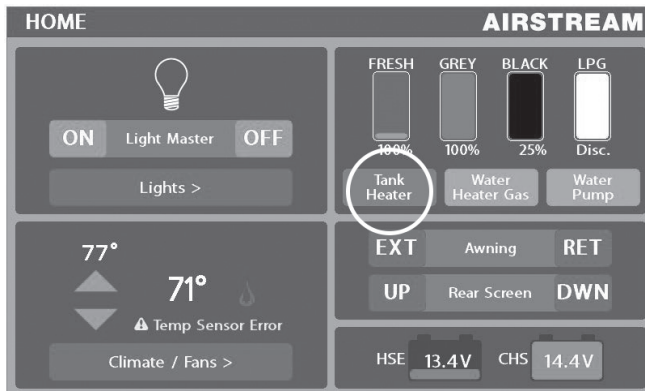 HOME
AIRSTREAM
ON Light Master OFF
Lights >
FRESH GREY BLACK LPG
100% 100% 25% Disc.
Tank Heater
Water Heater Gas
Water Pump
77°
71°
Temp Sensor Error
Climate / Fans >
EXT Awning RET
UP Rear Screen DWN
HSE 13.4V CHS 14.4V